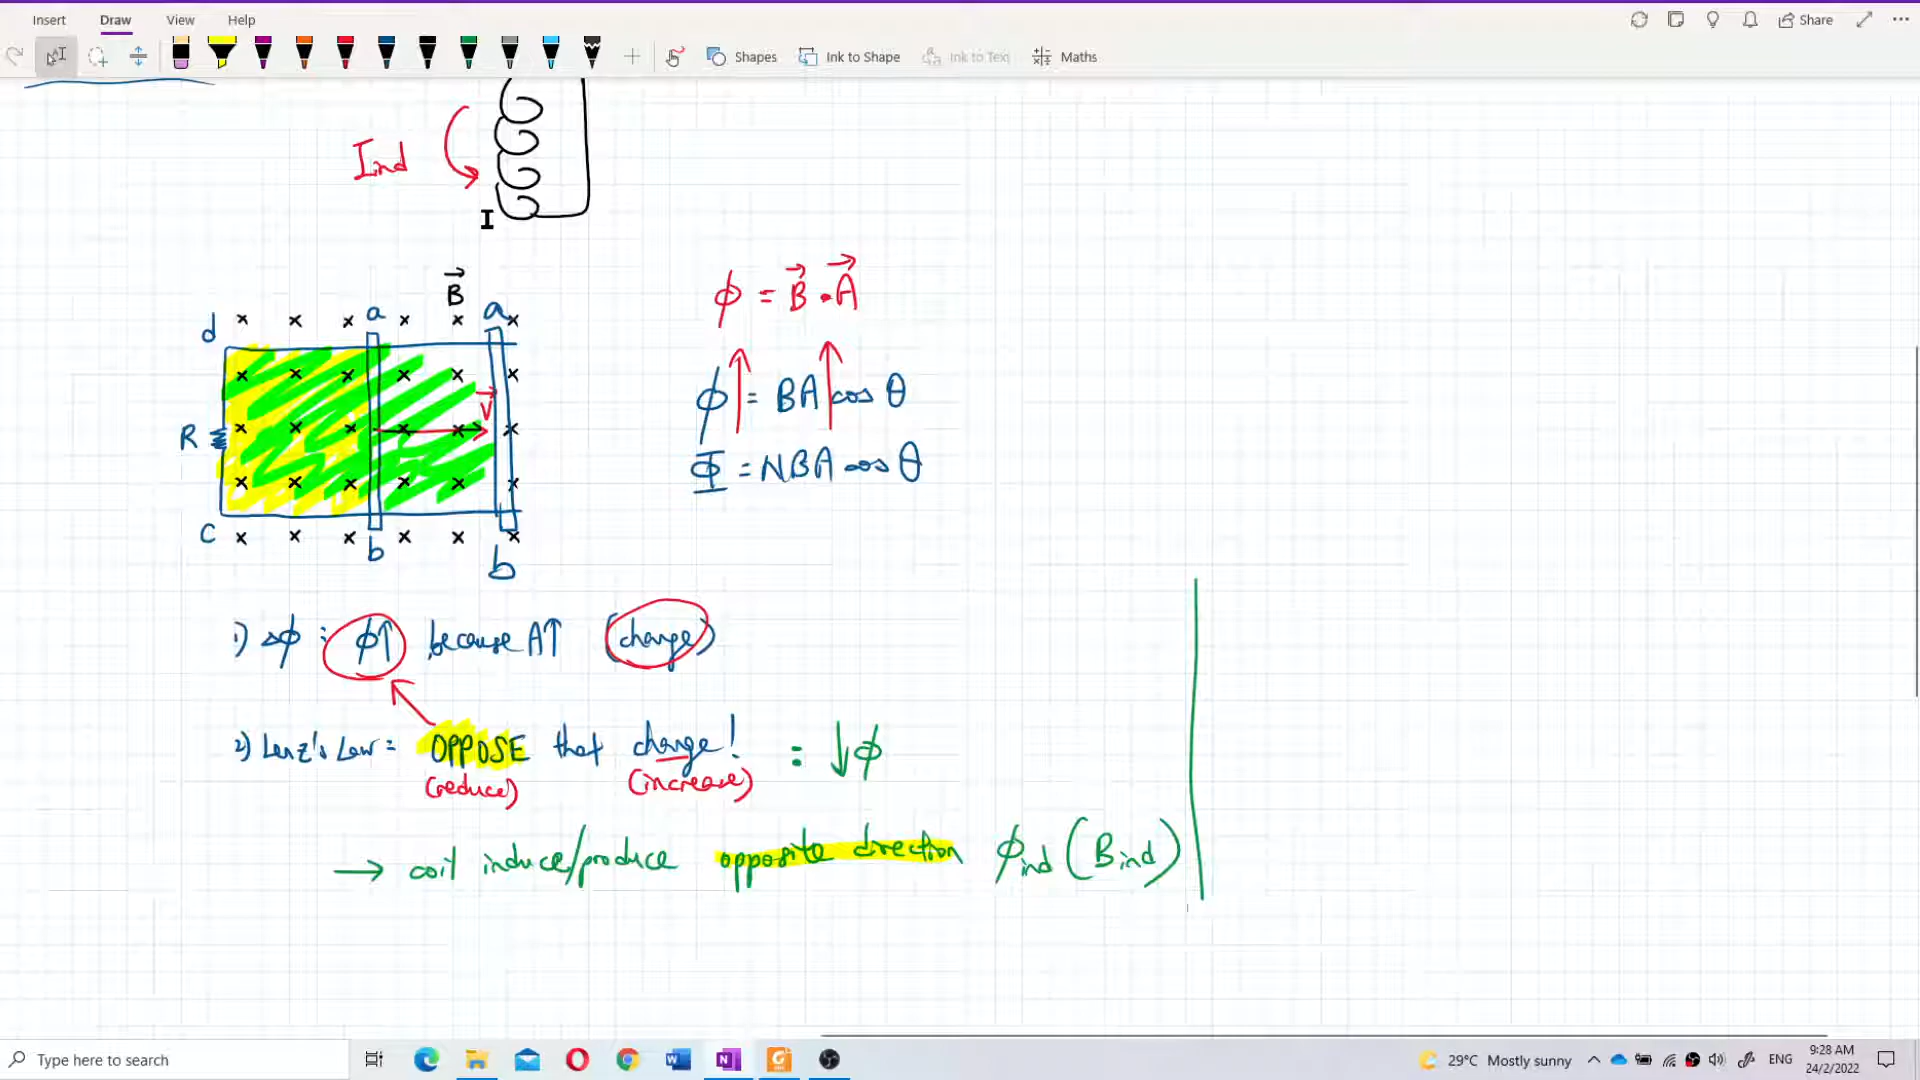 Insert Draw View Help
Share
Shapes Ink to Shape Ink to Text Maths
Iind
I
B⃗
d a a
R V⃗
c b b
ϕ = B⃗ • A⃗
ϕ = BA cos θ
Φ = NBA cos θ
1) Δϕ : ϕ↑ because A↑ (change)
2) Lenz's Law = OPPOSE that change! : ↓ϕ
(reduce) (increase)
→ coil induce/produce opposite direction ϕind (Bind)
Type here to search
29°C Mostly sunny ENG 9:28 AM
24/2/2022